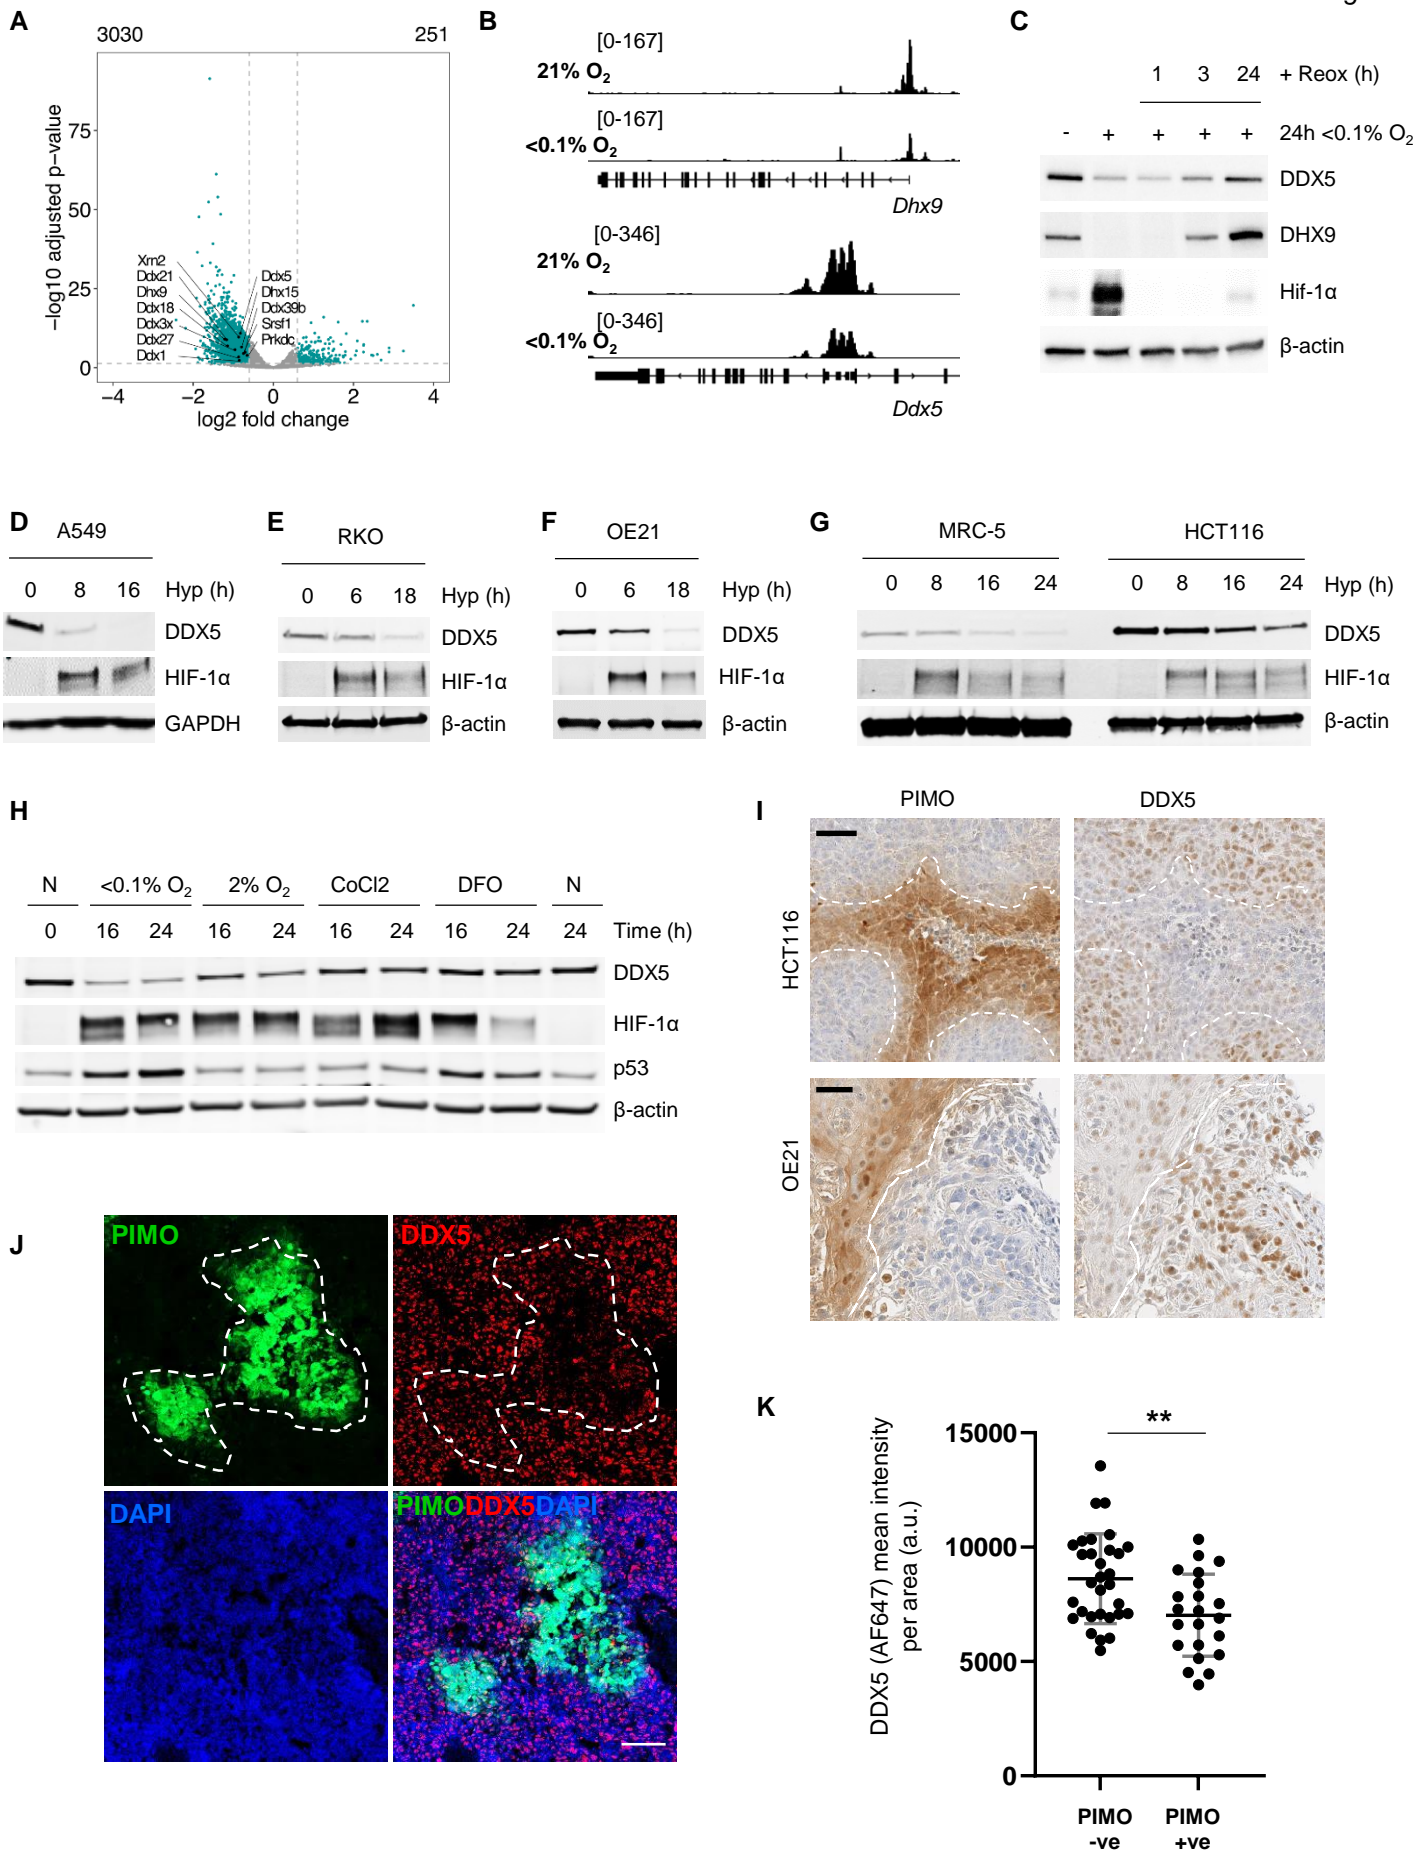 A
3030
251
−log10 adjusted p−value
75
50
25
0
Xrn2
Ddx21
Dhx9
Ddx18
Ddx3x
Ddx27
Ddx1
Ddx5
Dhx15
Ddx39b
Srsf1
Prkdc
−4
−2
0
2
4
log2 fold change
B
[0-167]
21% O2
[0-167]
<0.1% O2
Dhx9
[0-346]
21% O2
[0-346]
<0.1% O2
Ddx5
C
1 3 24 + Reox (h)
- + + + + 24h <0.1% O2
DDX5
DHX9
Hif-1α
β-actin
D
A549
0 8 16 Hyp (h)
DDX5
HIF-1α
GAPDH
E
RKO
0 6 18 Hyp (h)
DDX5
HIF-1α
β-actin
F
OE21
0 6 18 Hyp (h)
DDX5
HIF-1α
β-actin
G
MRC-5 HCT116
0 8 16 24 0 8 16 24 Hyp (h)
DDX5
HIF-1α
β-actin
H
N <0.1% O2 2% O2 CoCl2 DFO N
0 16 24 16 24 16 24 16 24 24 Time (h)
DDX5
HIF-1α
p53
β-actin
I
PIMO DDX5
HCT116
OE21
J
PIMO
DDX5
DAPI
PIMODDX5DAPI
K
DDX5 (AF647) mean intensity
per area (a.u.)
15000
10000
5000
0
**
PIMO
-ve
PIMO
+ve